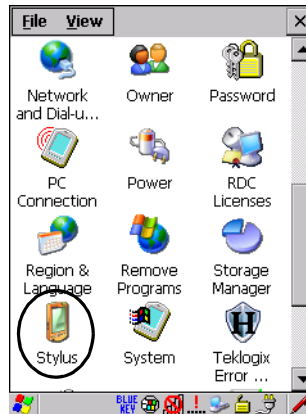 File View
Network
and Dial-u...
Owner
Password
PC
Connection
Power
RDC
Licenses
Region &
Language
Remove
Programs
Storage
Manager
Stylus
System
Teklogix
Error ...
BLUE
KEY